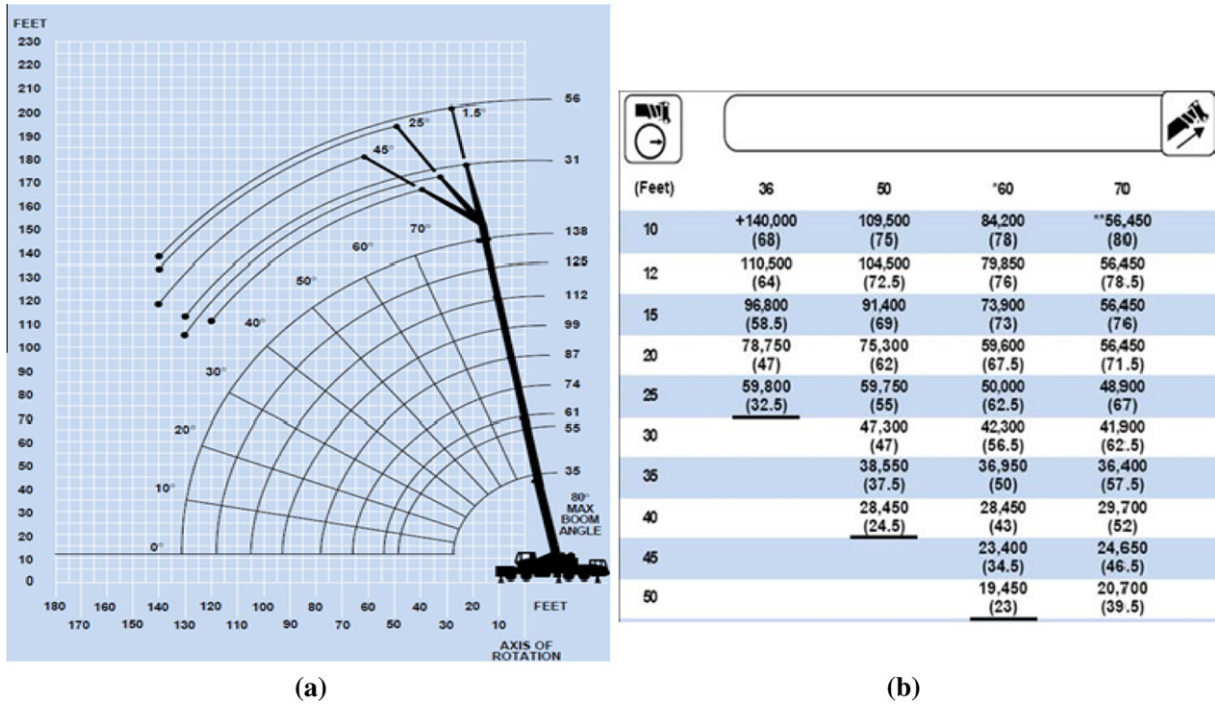 FEET
230
220
210
200
190
180
170
160
150
140
130
120
110
100
90
80
70
60
50
40
30
20
10
0
56
31
138
125
112
99
87
74
61
55
35
1.5°
25°
45°
70°
60°
50°
40°
30°
20°
10°
0°
80°
MAX
BOOM
ANGLE
180 160 140 120 100 80 60 40 20 FEET
170 150 130 110 90 70 50 30 10
AXIS OF
ROTATION
(a)
(Feet) 36 50 *60 70
10 +140,000 109,500 84,200 **56,450
(68) (75) (78) (80)
12 110,500 104,500 79,850 56,450
(64) (72.5) (76) (78.5)
15 96,800 91,400 73,900 56,450
(58.5) (69) (73) (76)
20 78,750 75,300 59,600 56,450
(47) (62) (67.5) (71.5)
25 59,800 59,750 50,000 48,900
(32.5) (55) (62.5) (67)
30 47,300 42,300 41,900
(47) (56.5) (62.5)
35 38,550 36,950 36,400
(37.5) (50) (57.5)
40 28,450 28,450 29,700
(24.5) (43) (52)
45 23,400 24,650
(34.5) (46.5)
50 19,450 20,700
(23) (39.5)
(b)